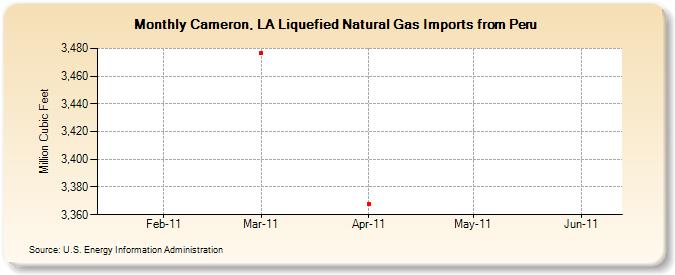 Monthly Cameron, LA Liquefied Natural Gas Imports from Peru
Million Cubic Feet
3,480
3,460
3,440
3,420
3,400
3,380
3,360
Feb-11
Mar-11
Apr-11
May-11
Jun-11
Source: U.S. Energy Information Administration